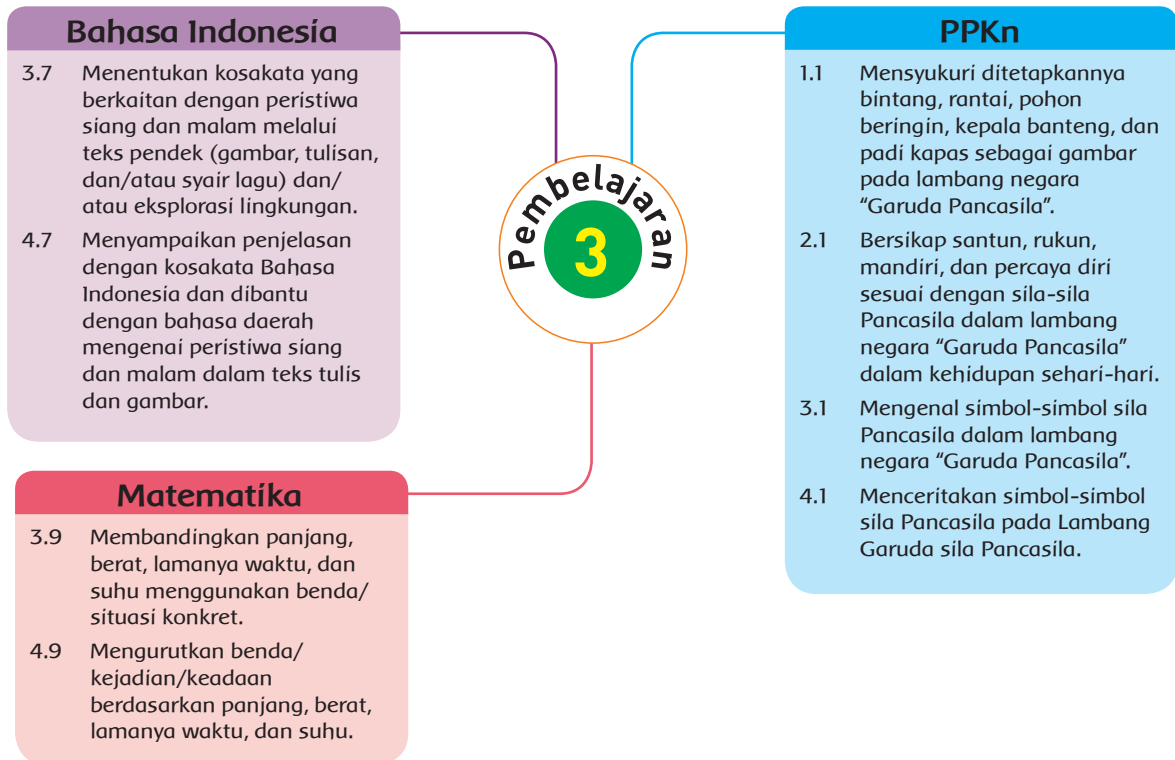 Bahasa Indonesia
3.7 Menentukan kosakata yang
berkaitan dengan peristiwa
siang dan malam melalui
teks pendek (gambar, tulisan,
dan/atau syair lagu) dan/
atau eksplorasi lingkungan.
4.7 Menyampaikan penjelasan
dengan kosakata Bahasa
Indonesia dan dibantu
dengan bahasa daerah
mengenai peristiwa siang
dan malam dalam teks tulis
dan gambar.
Pembelajaran
3
PPKn
1.1 Mensyukuri ditetapkannya
bintang, rantai, pohon
beringin, kepala banteng, dan
padi kapas sebagai gambar
pada lambang negara
“Garuda Pancasila”.
2.1 Bersikap santun, rukun,
mandiri, dan percaya diri
sesuai dengan sila-sila
Pancasila dalam lambang
negara “Garuda Pancasila”
dalam kehidupan sehari-hari.
3.1 Mengenal simbol-simbol sila
Pancasila dalam lambang
negara “Garuda Pancasila”.
4.1 Menceritakan simbol-simbol
sila Pancasila pada Lambang
Garuda sila Pancasila.
Matematika
3.9 Membandingkan panjang,
berat, lamanya waktu, dan
suhu menggunakan benda/
situasi konkret.
4.9 Mengurutkan benda/
kejadian/keadaan
berdasarkan panjang, berat,
lamanya waktu, dan suhu.